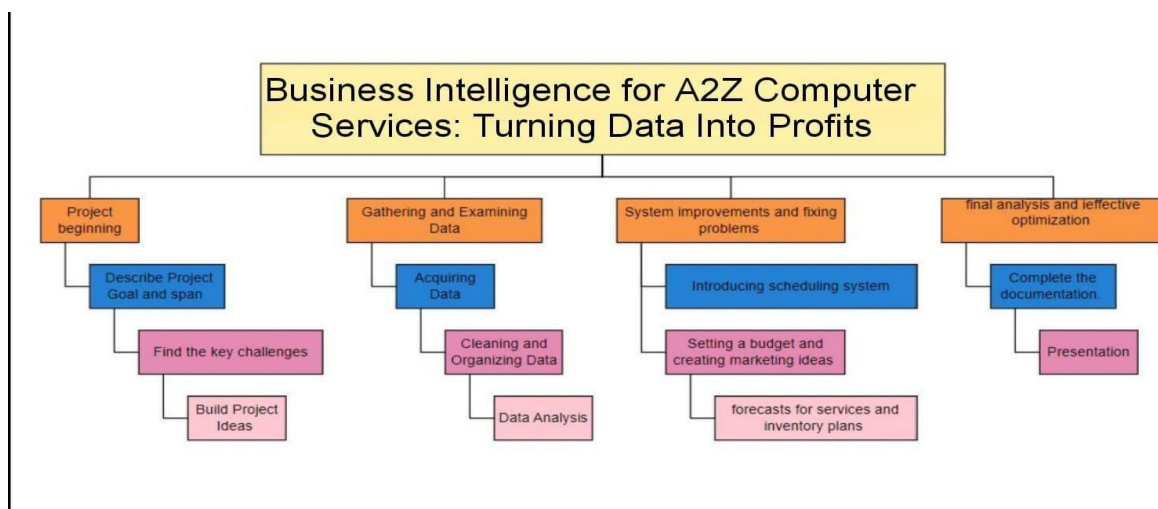 Business Intelligence for A2Z Computer
Services: Turning Data Into Profits
Project
beginning
Describe Project
Goal and span
Find the key challenges
Build Project
Ideas
Gathering and Examining
Data
Acquiring
Data
Cleaning and
Organizing Data
Data Analysis
System improvements and fixing
problems
Introducing scheduling system
Setting a budget and
creating marketing ideas
forecasts for services and
inventory plans
final analysis and ieffective
optimization
Complete the
documentation.
Presentation